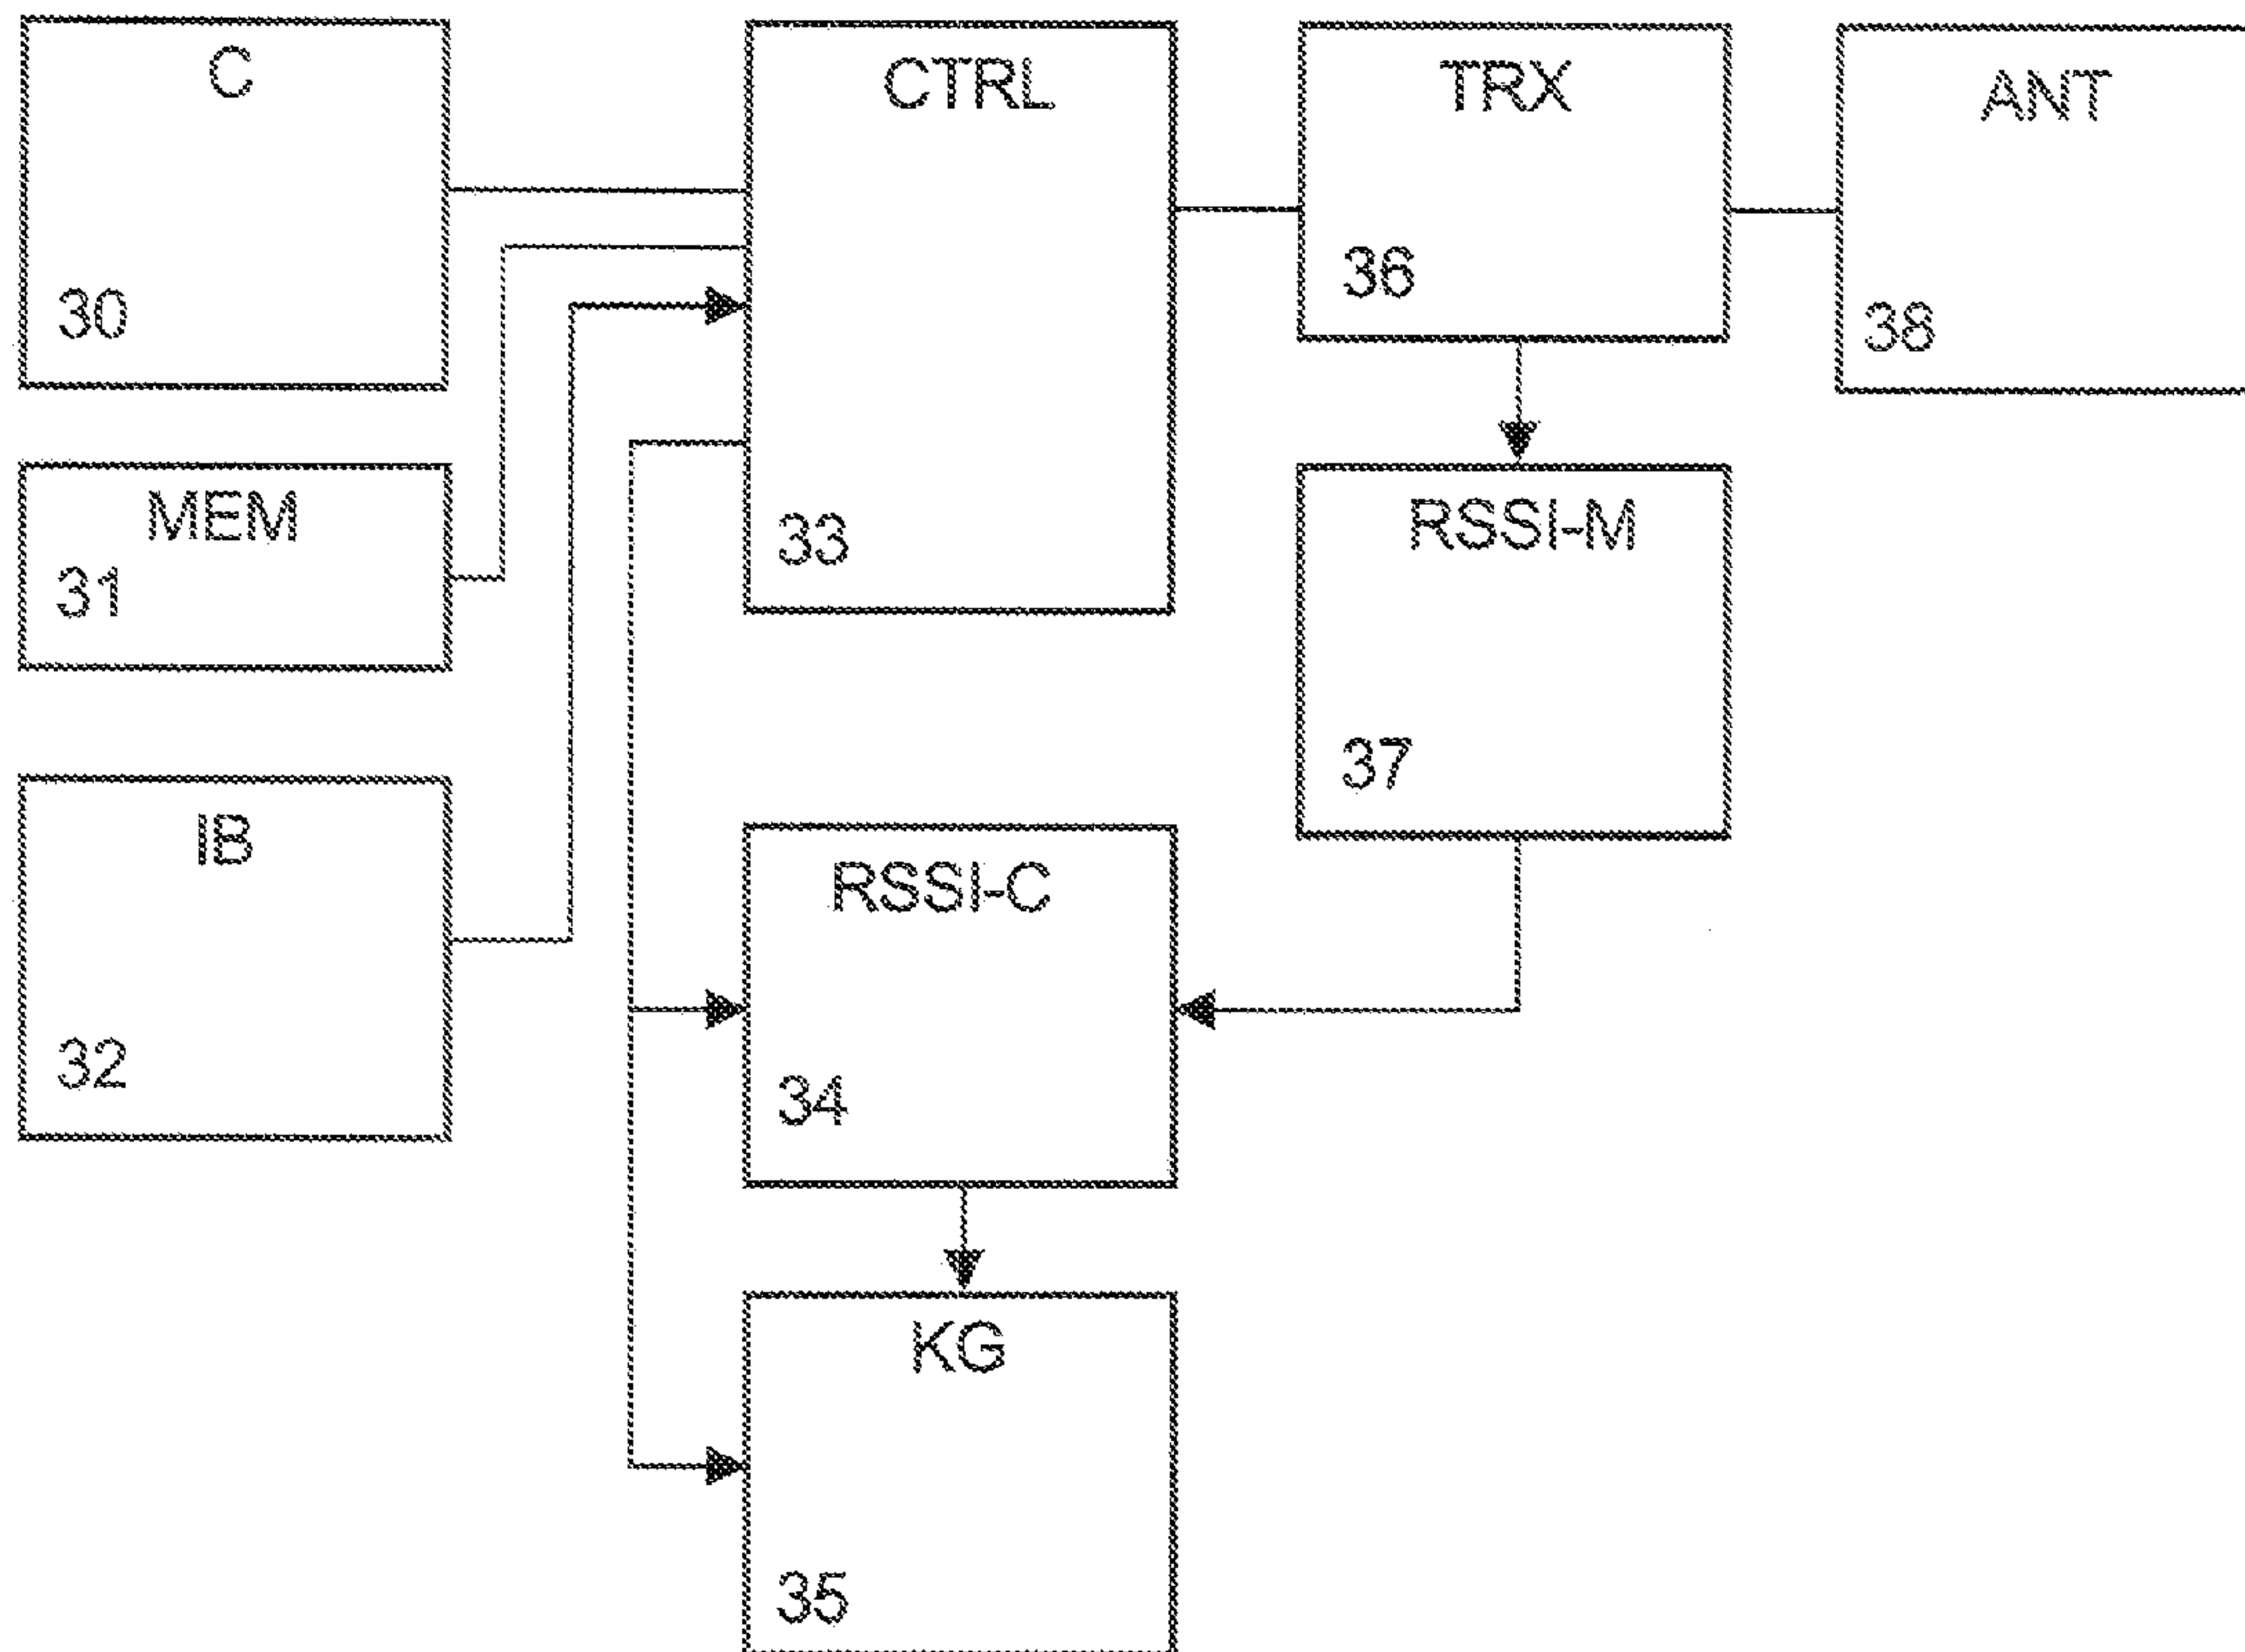 C
30
CTRL
33
TRX
36
ANT
38
MEM
31
RSSI-M
37
IB
32
RSSI-C
34
KG
35